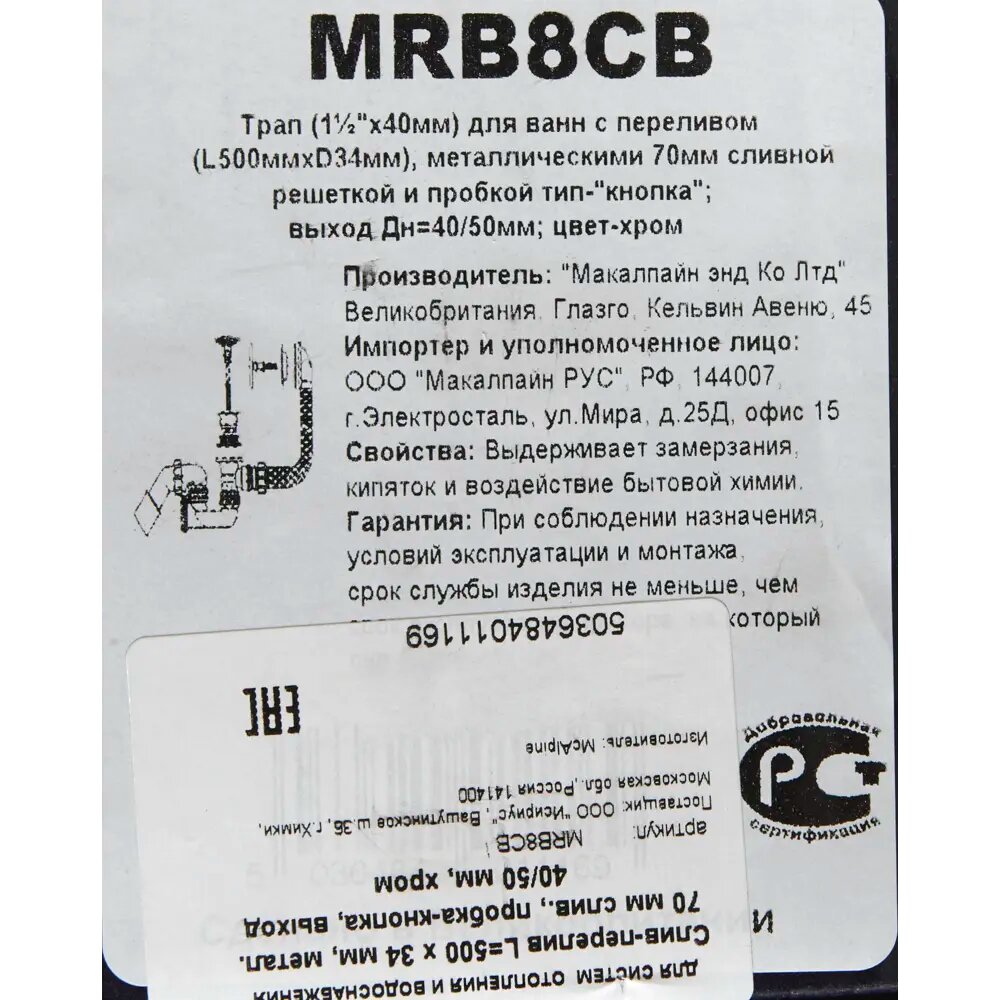 MRB8CB
Трап (1½"х40мм) для ванн с переливом
(L500ммхD34мм), металлическими 70мм сливной
решеткой и пробкой тип-"кнопка";
выход Дн=40/50мм; цвет-хром
Производитель: "Макалпайн энд Ко Лтд"
Великобритания, Глазго, Кельвин Авеню, 45
Импортер и уполномоченное лицо:
ООО "Макалпайн РУС", РФ, 144007,
г.Электросталь, ул.Мира, д.25Д, офис 15
Свойства: Выдерживает замерзания,
кипяток и воздействие бытовой химии.
Гарантия: При соблюдении назначения,
условий эксплуатации и монтажа,
срок службы изделия не меньше, чем
который
Добровольная
РСТ
сертификация
И
для систем отопления и водоснабжения
Слив-перелив L=500 х 34 мм, метал.
70 мм слив., пробка-кнопка, выход
40/50 мм, хром
артикул: MRB8CB
Поставщик: ООО "Исириус", Вашутинское ш.36, г.Химки,
Московская обл.,Россия 141400
Изготовитель: McAlpine
EAC
5036484011169